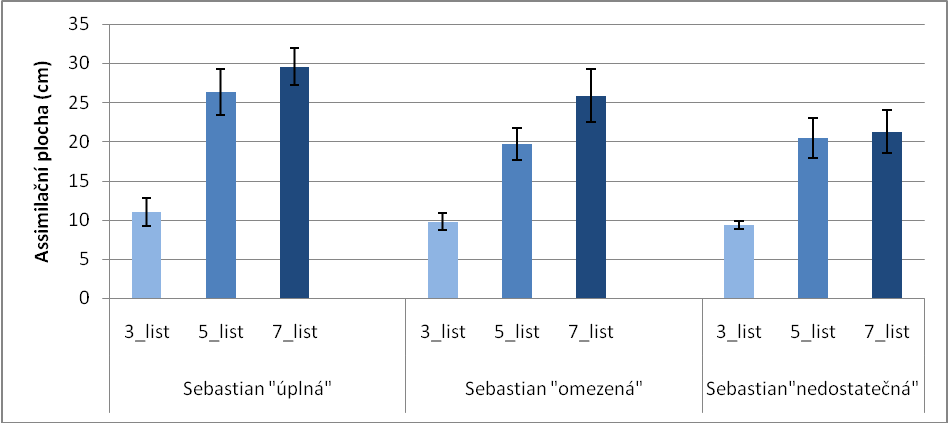 35
30
25
20
15
10
5
0
Assimilační plocha (cm)
3_list 5_list 7_list 3_list 5_list 7_list 3_list 5_list 7_list
Sebastian "úplná" Sebastian "omezená" Sebastian"nedostatečná"